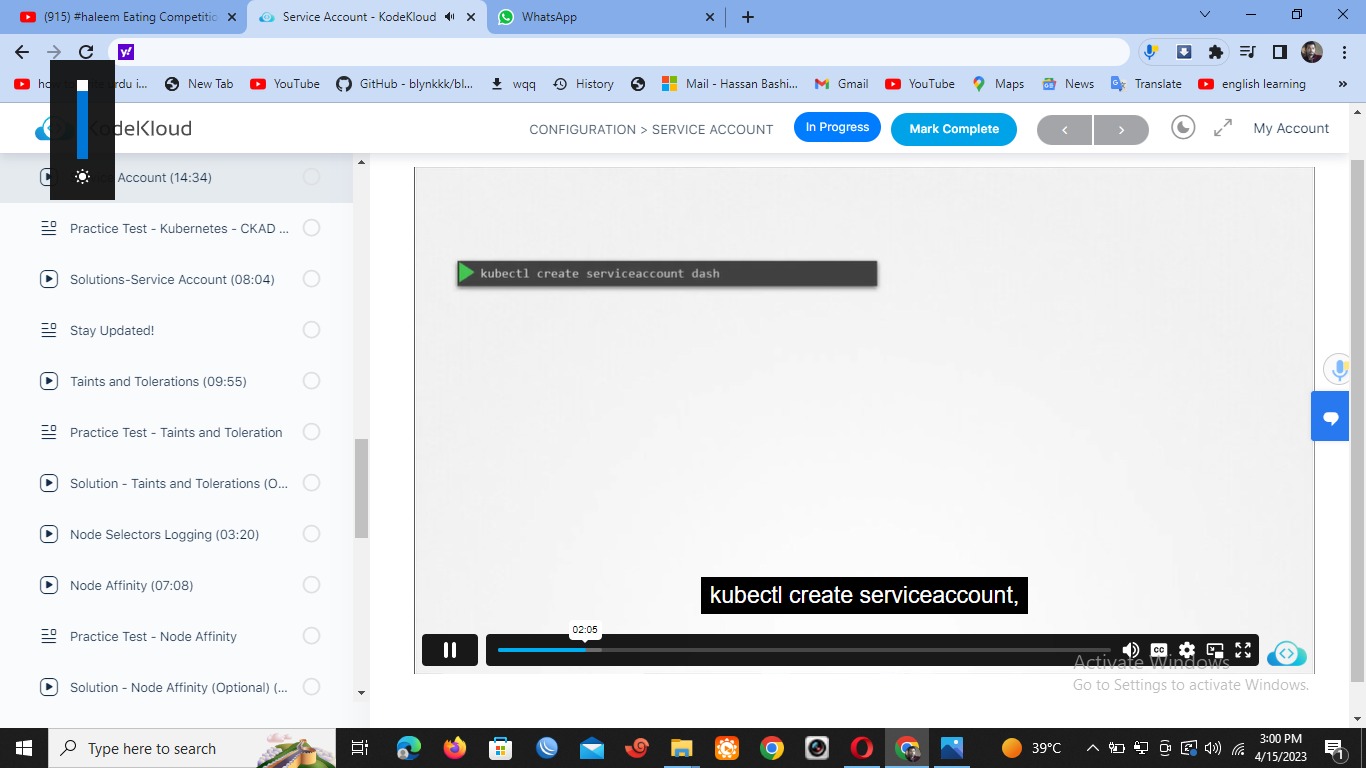 (915) #haleem Eating Competitio
Service Account - KodeKloud
WhatsApp
y!
New Tab
YouTube
GitHub - blynkkk/bl...
wqq
History
Mail - Hassan Bashi...
Gmail
YouTube
Maps
News
Translate
english learning
KodeKloud
CONFIGURATION > SERVICE ACCOUNT
In Progress
Mark Complete
My Account
Account (14:34)
Practice Test - Kubernetes - CKAD ...
Solutions-Service Account (08:04)
Stay Updated!
Taints and Tolerations (09:55)
Practice Test - Taints and Toleration
Solution - Taints and Tolerations (O...
Node Selectors Logging (03:20)
Node Affinity (07:08)
Practice Test - Node Affinity
Solution - Node Affinity (Optional) (...
kubectl create serviceaccount dash
kubectl create serviceaccount,
02:05
CC
Activate Windows
Go to Settings to activate Windows.
Type here to search
39°C
3:00 PM
4/15/2023
1